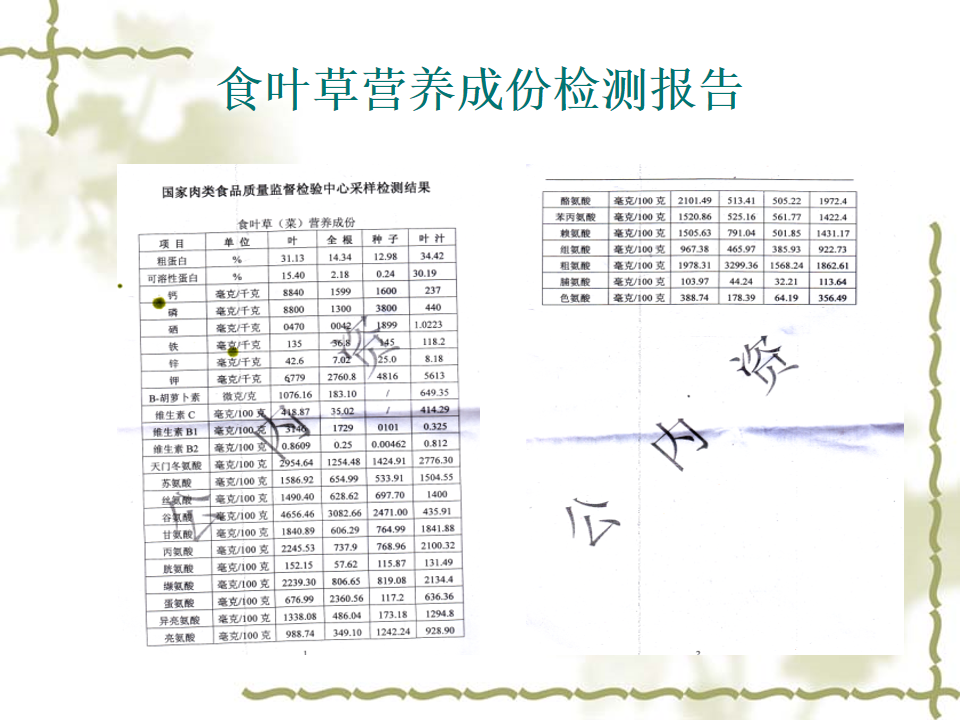 食叶草营养成份检测报告
国家肉类食品质量监督检验中心采样检测结果
食叶草（菜）营养成份
项 目 单 位 叶 全 根 种 子 叶 汁
粗蛋白 % 31.13 14.34 12.98 34.42
可溶性蛋白 % 15.40 2.18 0.24 30.19
钙 毫克/千克 8840 1599 1600 237
磷 毫克/千克 8800 1300 3800 440
硒 毫克/千克 0470 0042 1899 1.0223
铁 毫克/千克 135 36.8 145 118.2
锌 毫克/千克 42.6 7.02 25.0 8.18
钾 毫克/千克 6779 2760.8 4816 5613
B-胡萝卜素 微克/克 1076.16 183.10 / 649.35
维生素 C 毫克/100 克 418.87 35.02 / 414.29
维生素 B1 毫克/100 克 3146 1729 0101 0.325
维生素 B2 毫克/100 克 0.8609 0.25 0.00462 0.812
天门冬氨酸 毫克/100 克 2954.64 1254.48 1424.91 2776.30
苏氨酸 毫克/100 克 1586.92 654.99 533.91 1504.55
丝氨酸 毫克/100 克 1490.40 628.62 697.70 1400
谷氨酸 毫克/100 克 4656.46 3082.66 2471.00 435.91
甘氨酸 毫克/100 克 1840.89 606.29 764.99 1841.88
丙氨酸 毫克/100 克 2245.53 737.9 768.96 2100.32
胱氨酸 毫克/100 克 152.15 57.62 115.87 131.49
缬氨酸 毫克/100 克 2239.30 806.65 819.08 2134.4
蛋氨酸 毫克/100 克 676.99 2360.56 117.2 636.36
异亮氨酸 毫克/100 克 1338.08 486.04 173.18 1294.8
亮氨酸 毫克/100 克 988.74 349.10 1242.24 928.90
1
酪氨酸 毫克/100 克 2101.49 513.41 505.22 1972.4
苯丙氨酸 毫克/100 克 1520.86 525.16 561.77 1422.4
赖氨酸 毫克/100 克 1505.63 791.04 501.85 1431.17
组氨酸 毫克/100 克 967.38 465.97 385.93 922.73
粗氨酸 毫克/100 克 1978.31 3299.36 1568.24 1862.61
脯氨酸 毫克/100 克 103.97 44.24 32.21 113.64
色氨酸 毫克/100 克 388.74 178.39 64.19 356.49
公 内 资
2